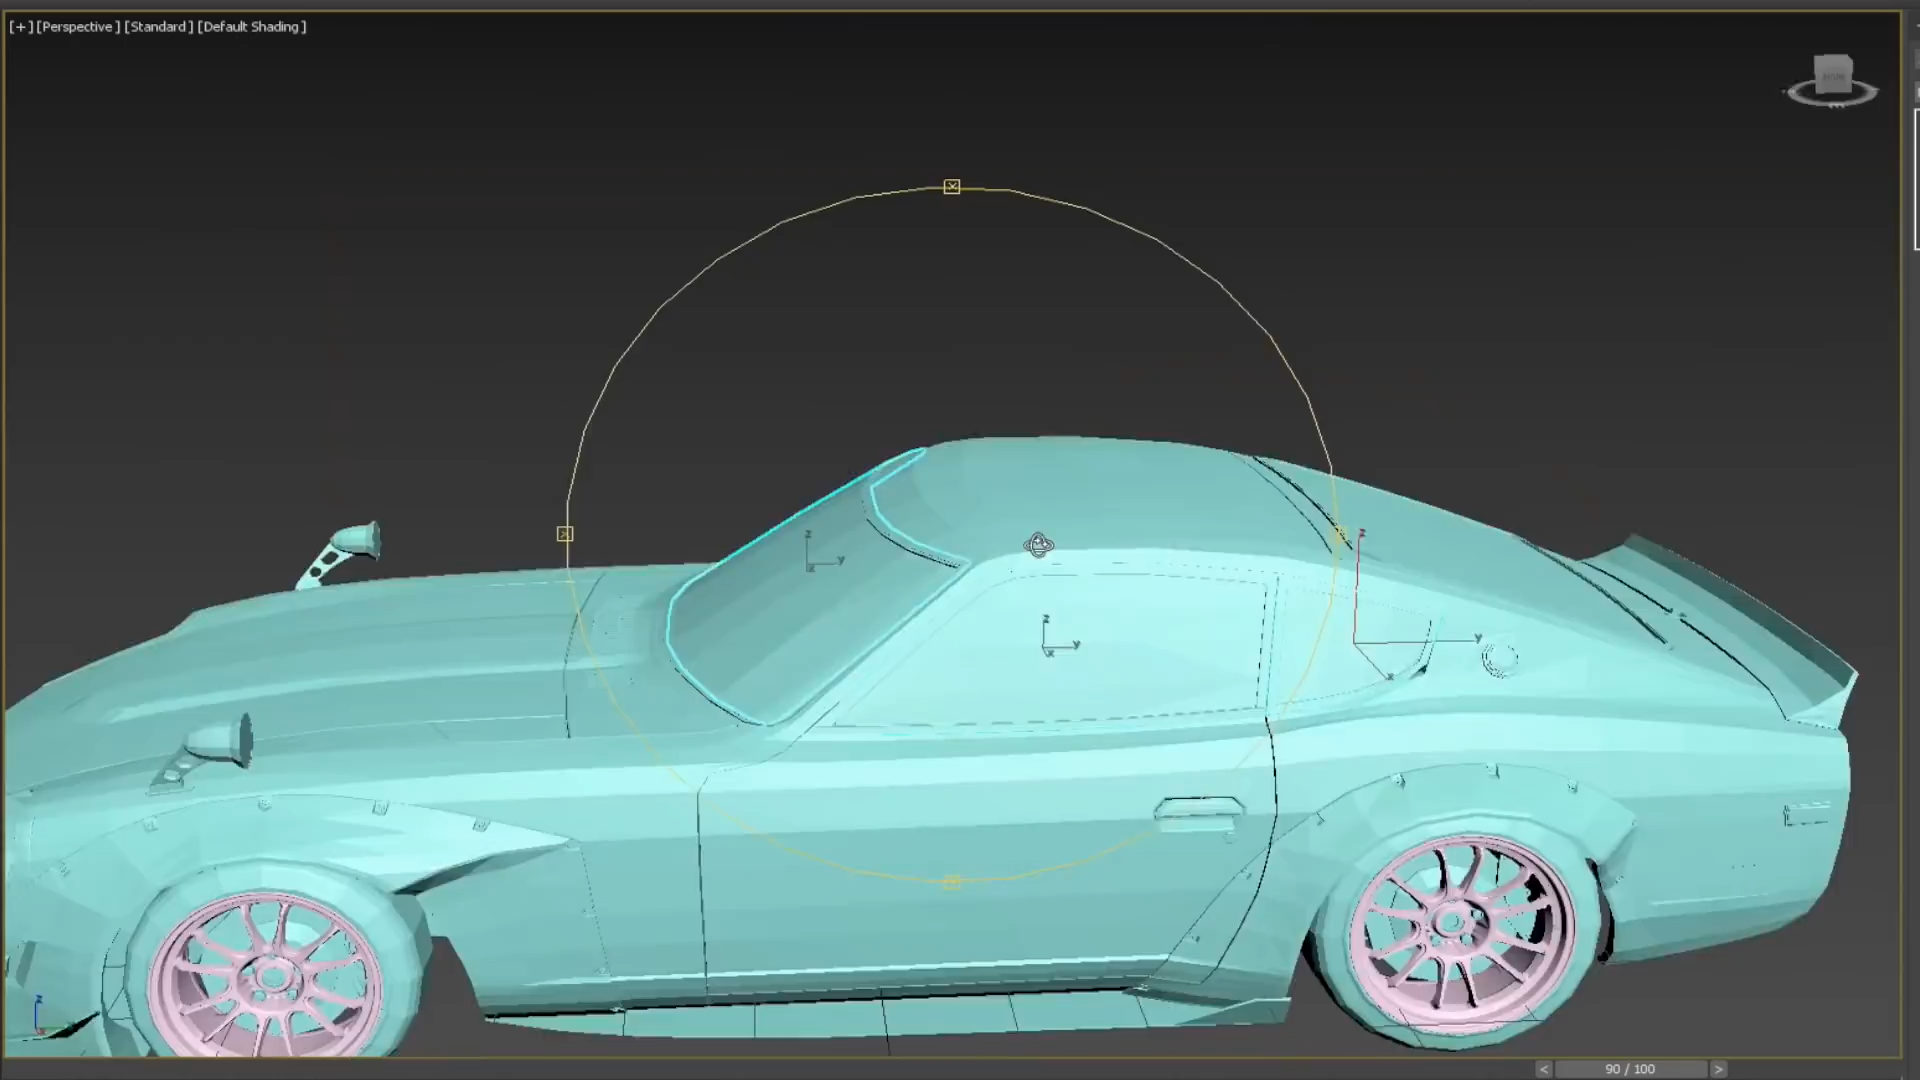 [+] [Perspective ] [Standard ] [Default Shading ]
z
y
x
z
y
x
z
y
x
z
< 90 / 100 >